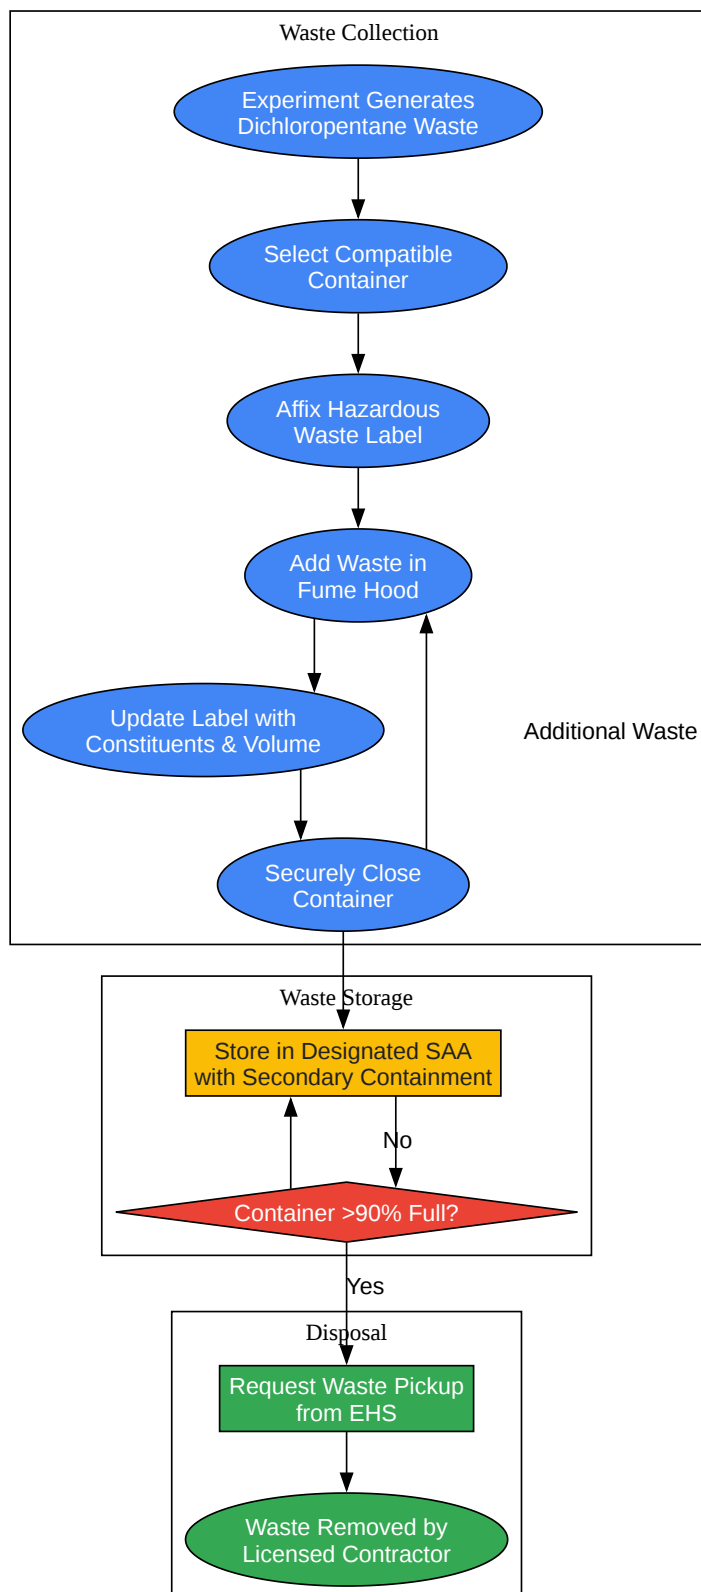 Waste Collection
Experiment Generates
Dichloropentane Waste
Select Compatible
Container
Affix Hazardous
Waste Label
Add Waste in
Fume Hood
Update Label with
Constituents & Volume
Additional Waste
Securely Close
Container
Waste Storage
Store in Designated SAA
with Secondary Containment
No
Container >90% Full?
Yes
Disposal
Request Waste Pickup
from EHS
Waste Removed by
Licensed Contractor